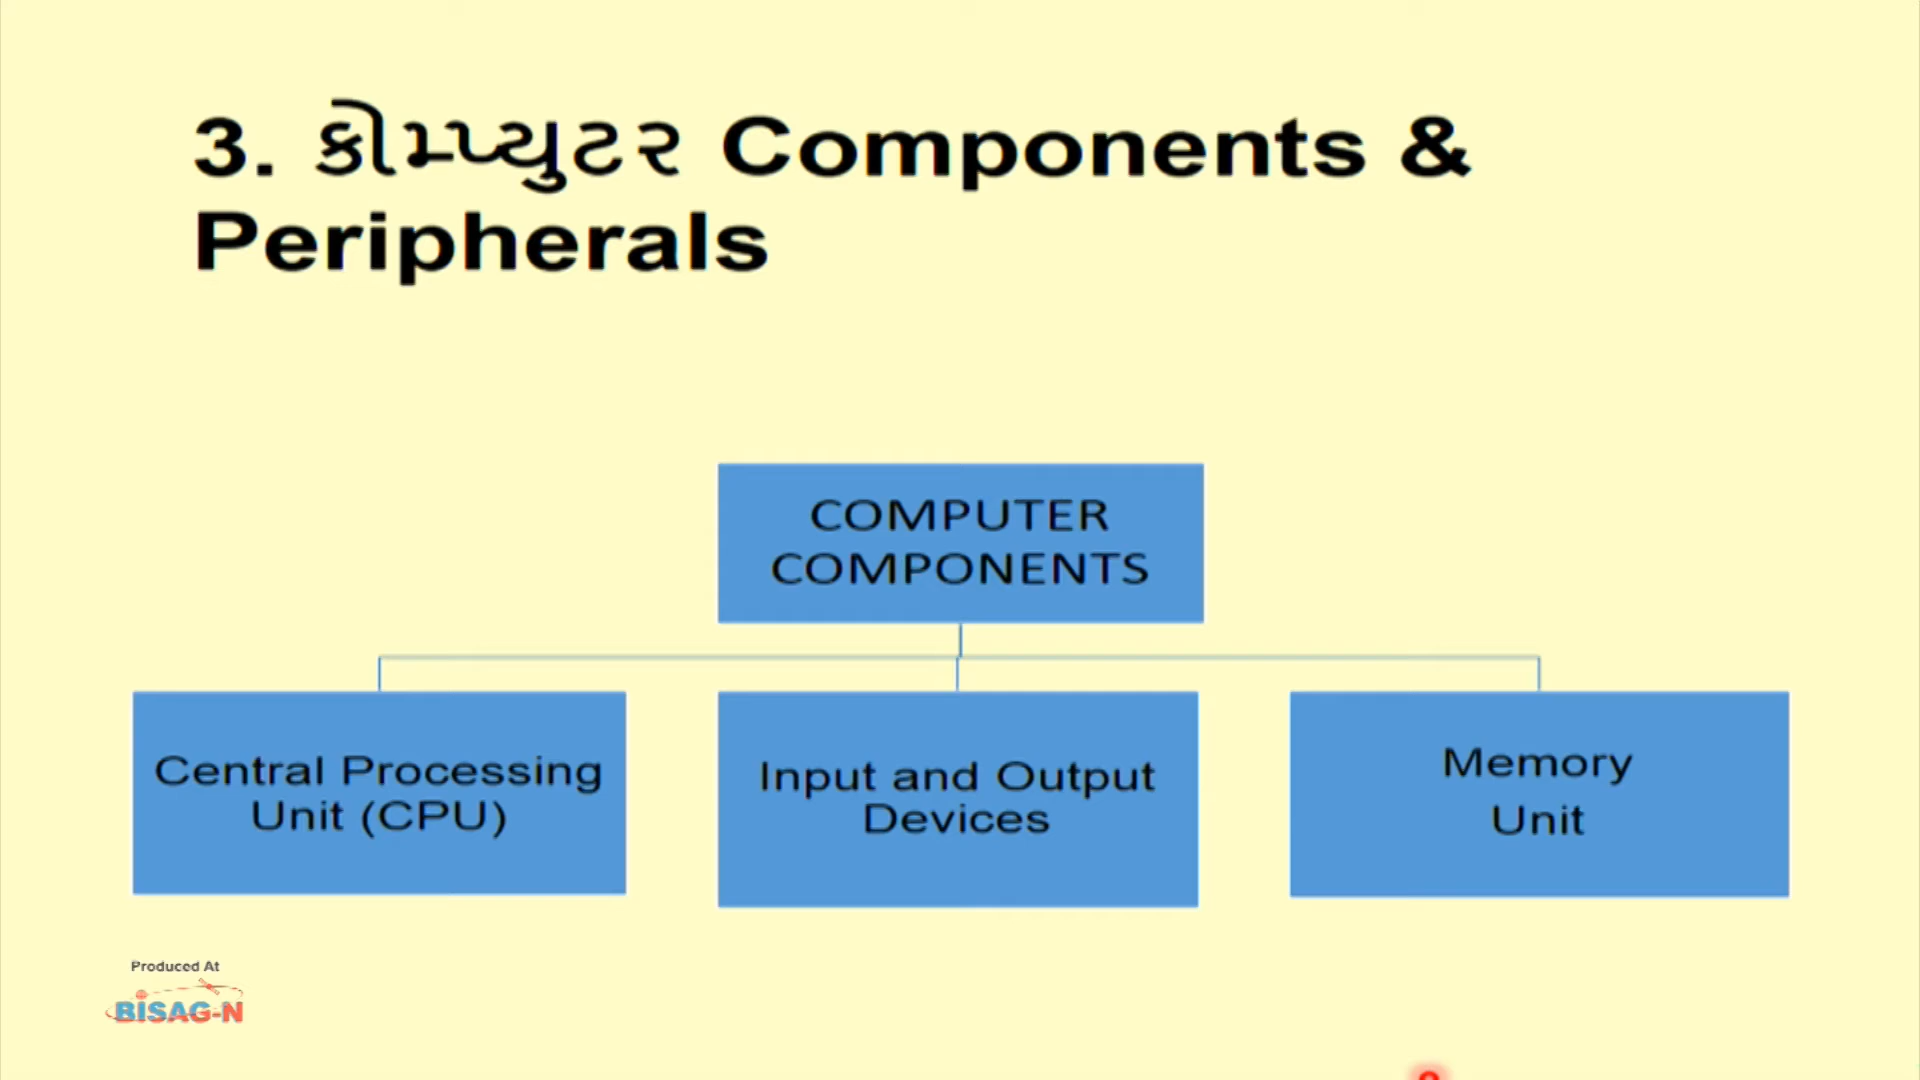 3. કોમ્પ્યુટર Components &
Peripherals
COMPUTER
COMPONENTS
Central Processing
Unit (CPU)
Input and Output
Devices
Memory
Unit
Produced At
BISAG-N